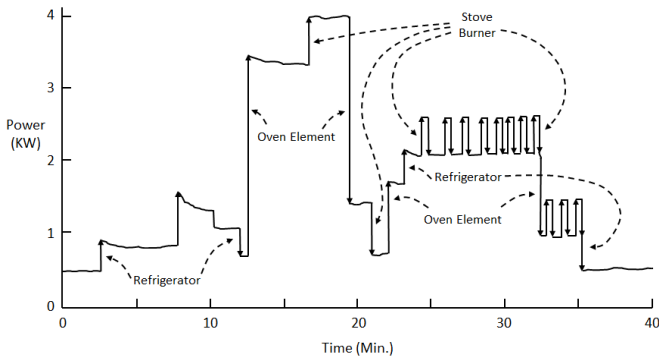 4
3
2
1
0
Power
(KW)
Stove
Burner
Oven Element
Refrigerator
Oven Element
Refrigerator
0
10
20
30
40
Time (Min.)